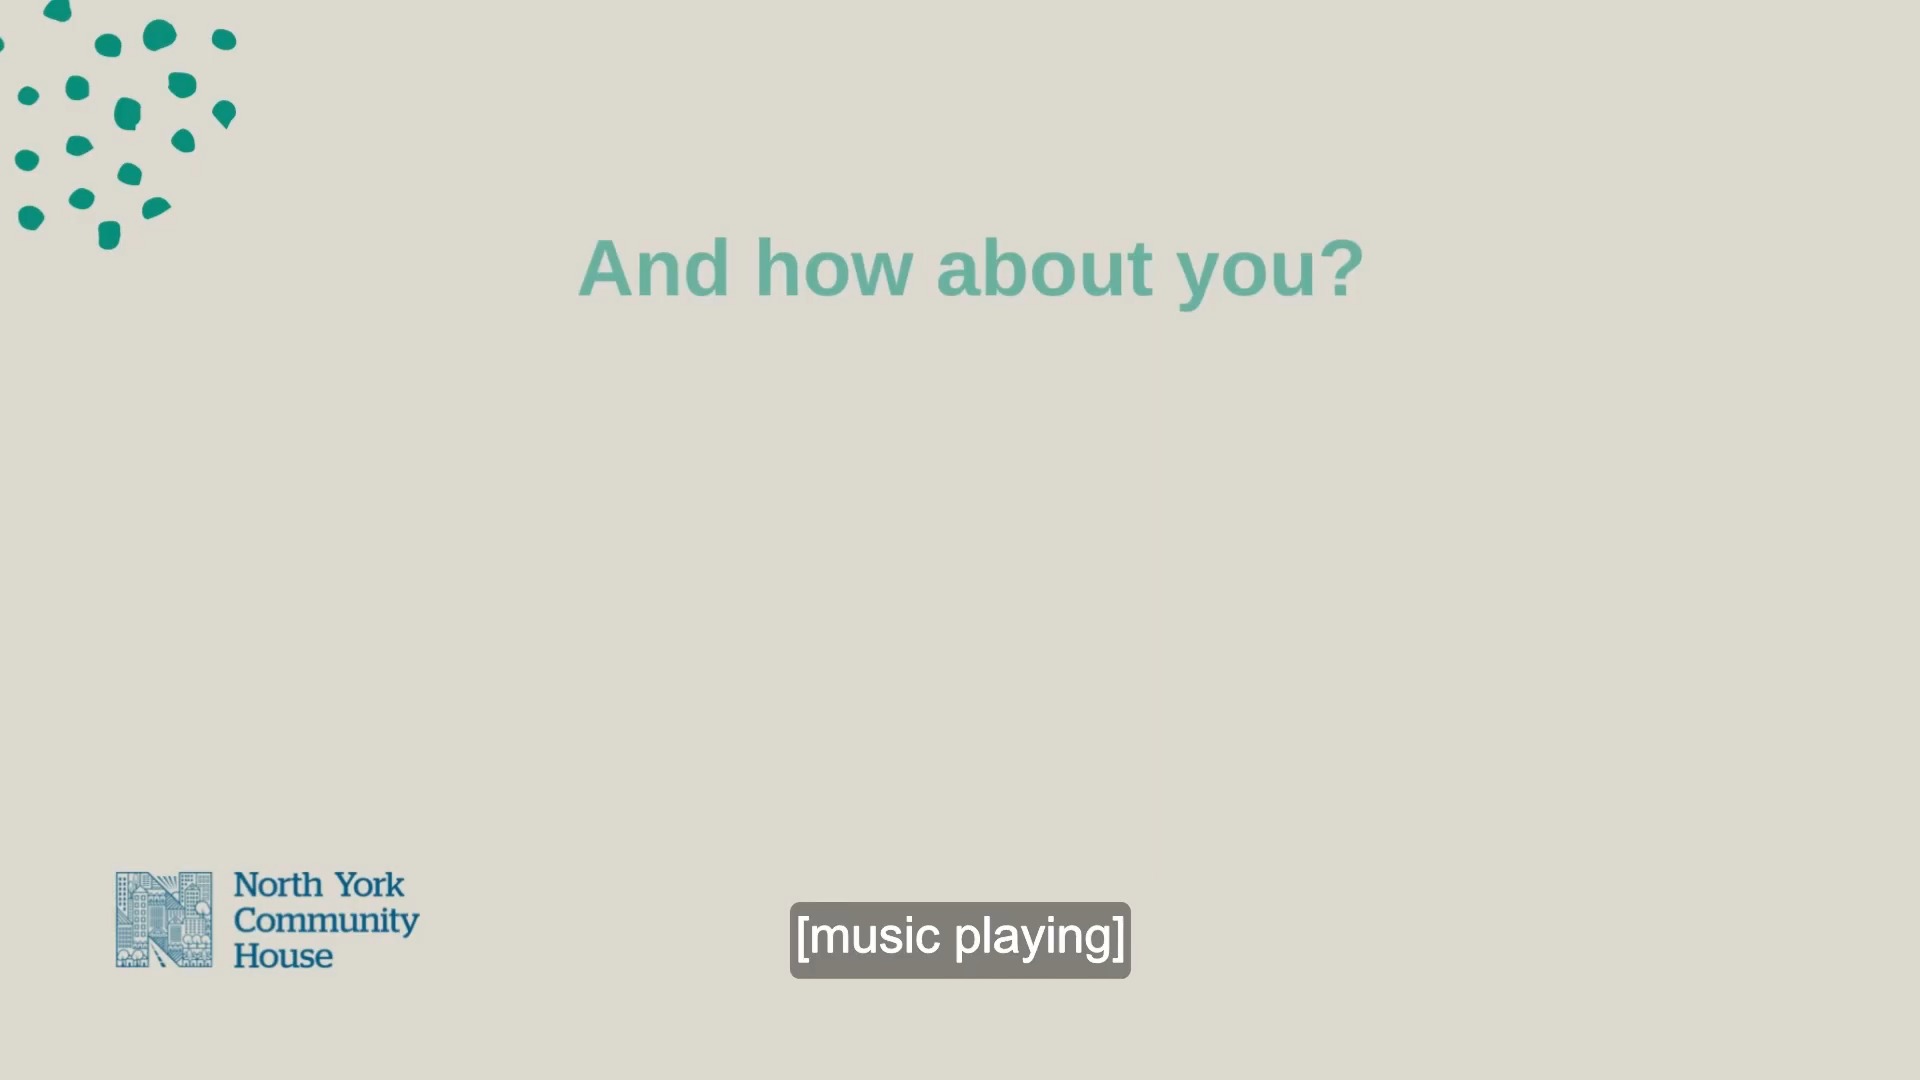 And how about you?
North York
Community
House
[music playing]